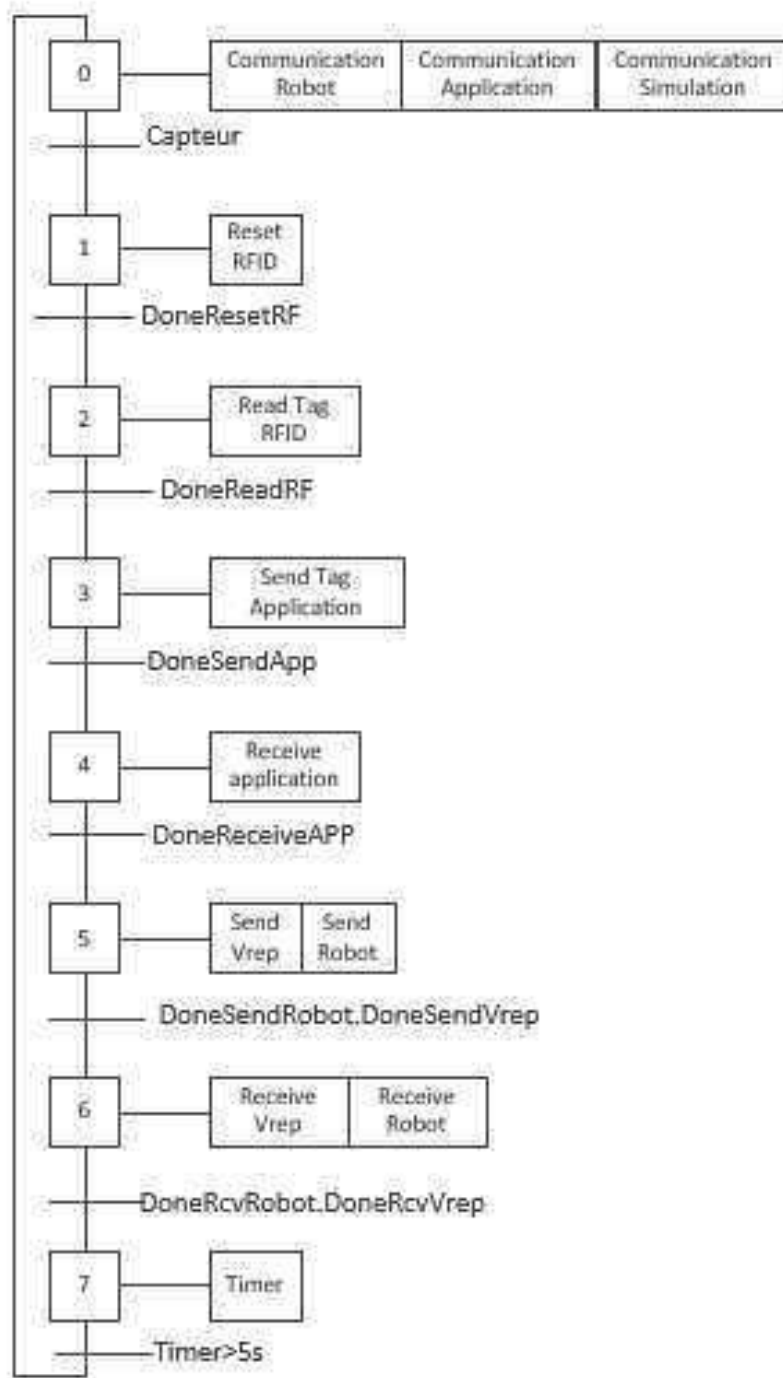 0
Communication Robot
Communication Application
Communication Simulation
Capteur
1
Reset
RFID
DoneResetRF
2
Read Tag
RFID
DoneReadRF
3
Send Tag
Application
DoneSendApp
4
Receive
application
DoneReceiveAPP
5
Send
Vrep
Send
Robot
DoneSendRobot.DoneSendVrep
6
Receive
Vrep
Receive
Robot
DoneRcvRobot.DoneRcvVrep
7
Timer
Timer>5s